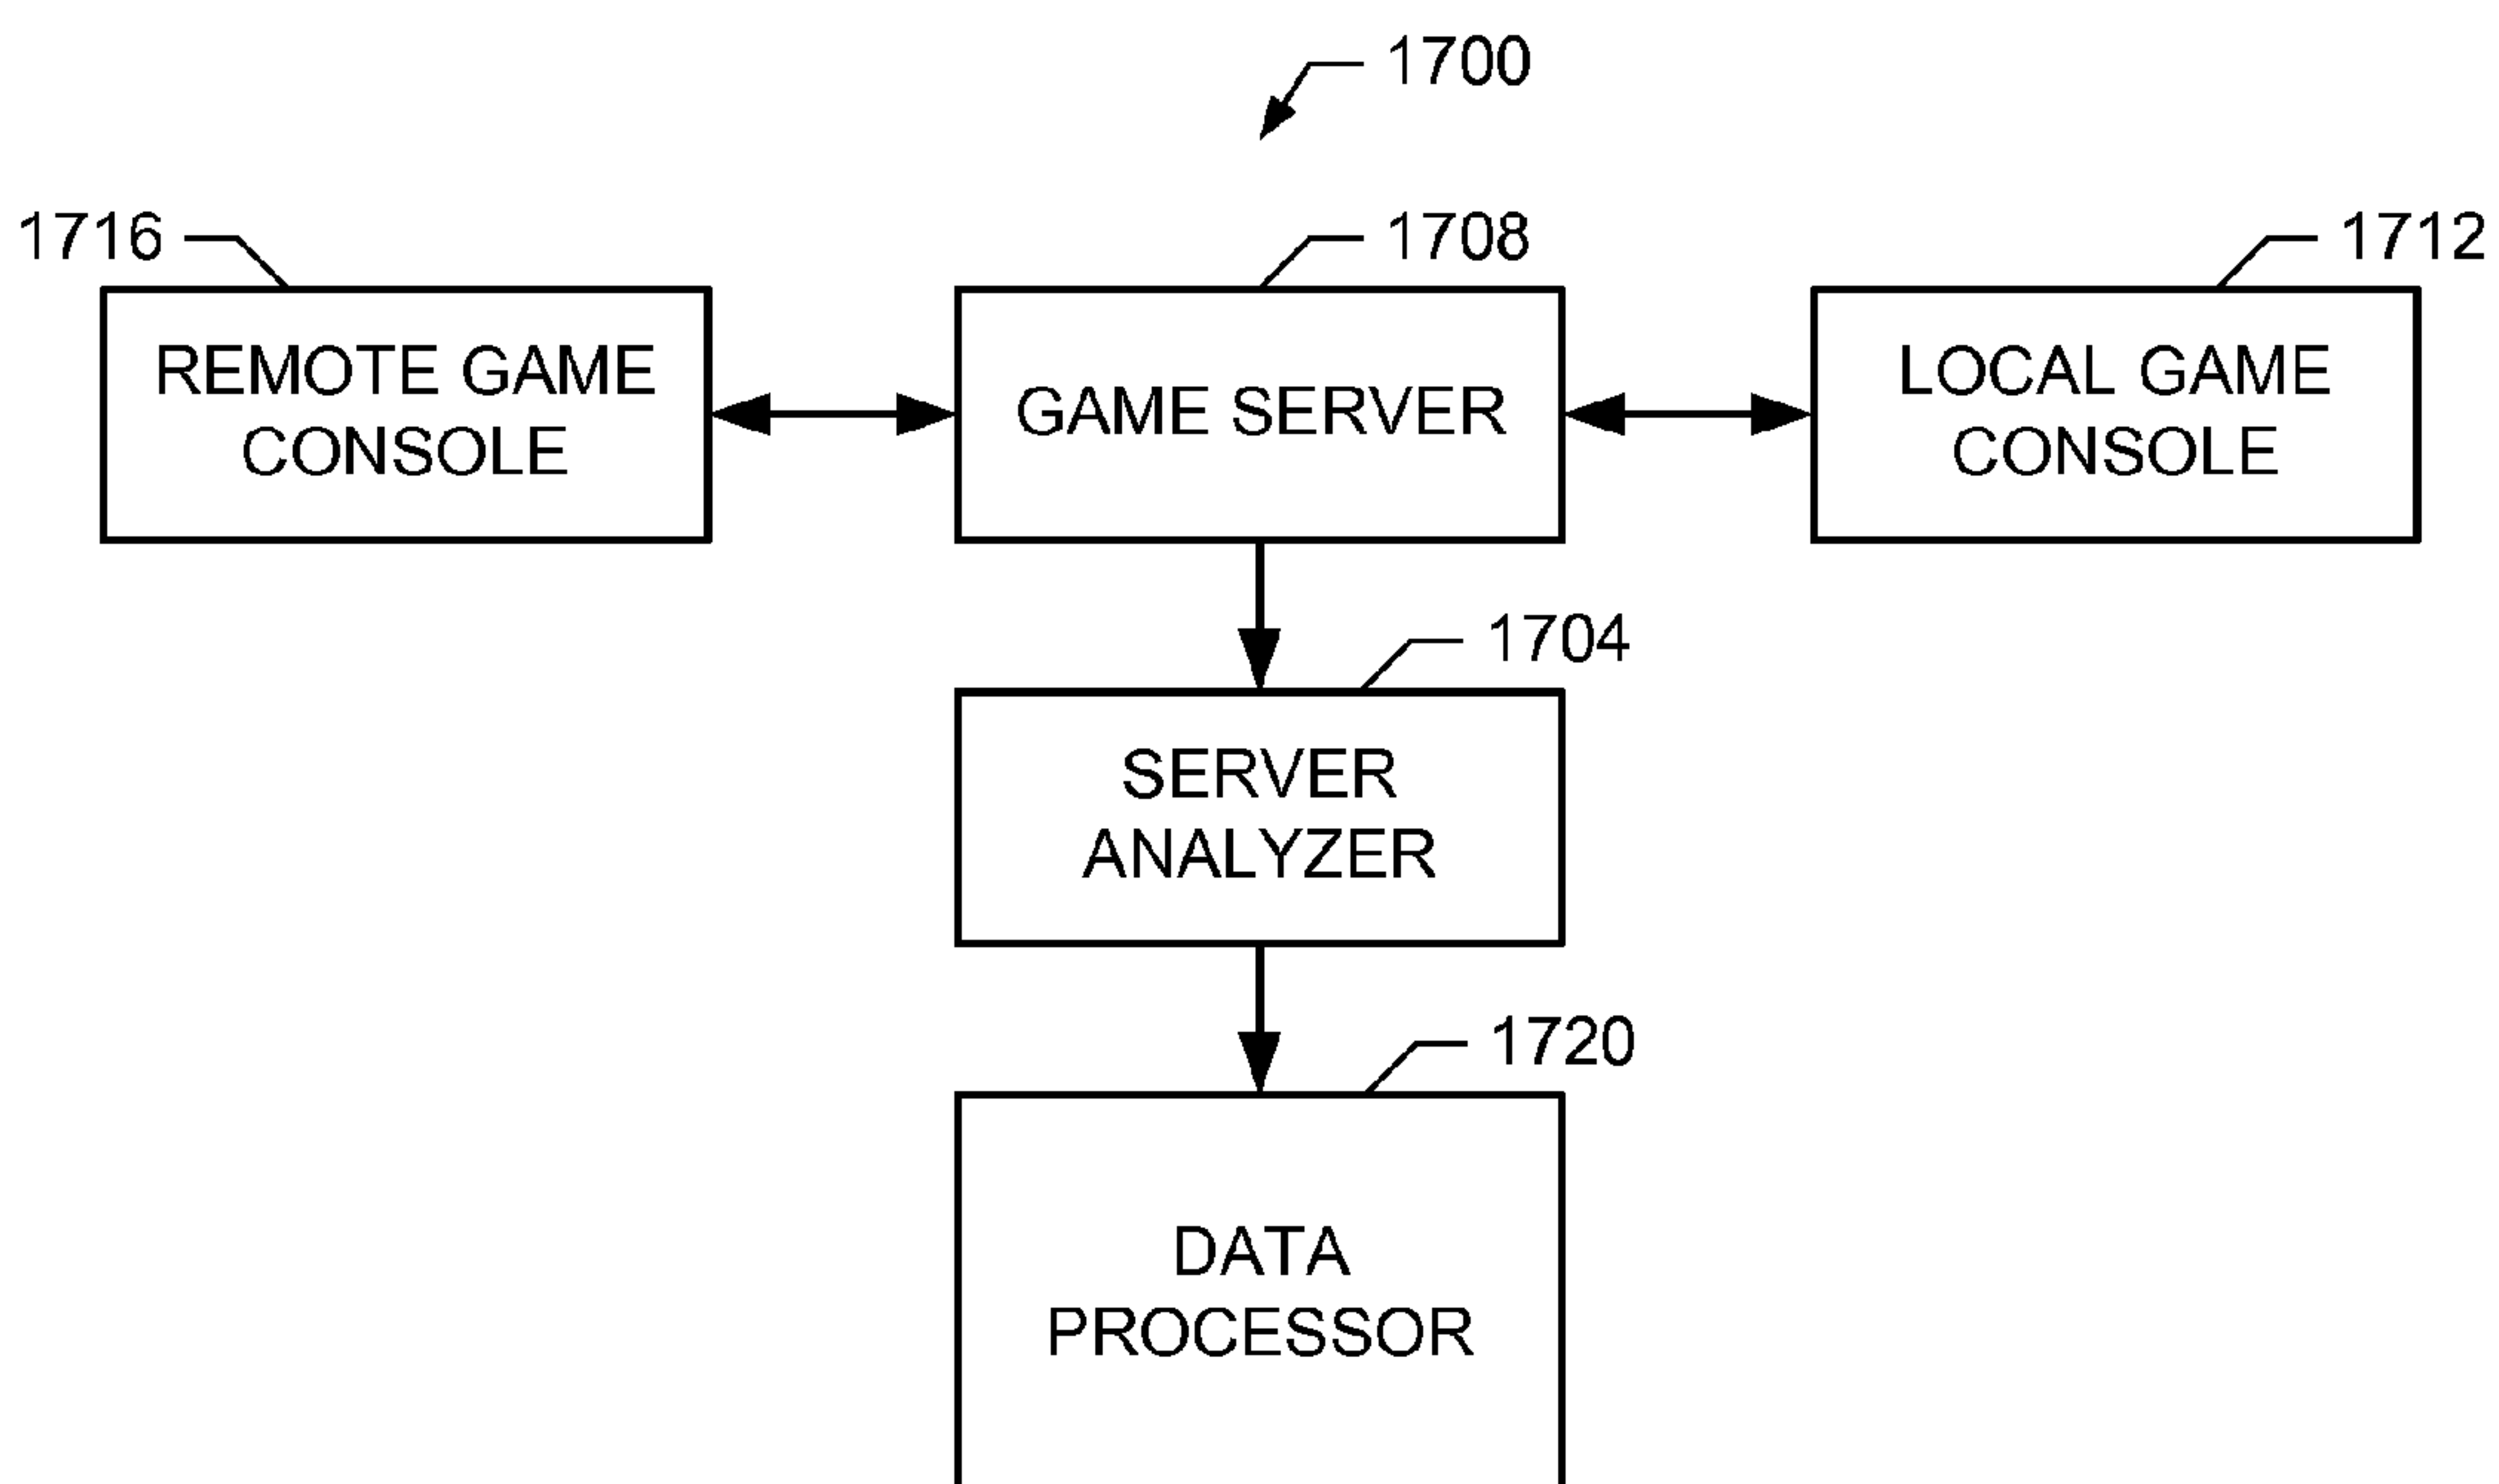 1700
1716
1708
1712
REMOTE GAME
CONSOLE
GAME SERVER
LOCAL GAME
CONSOLE
1704
SERVER
ANALYZER
1720
DATA
PROCESSOR